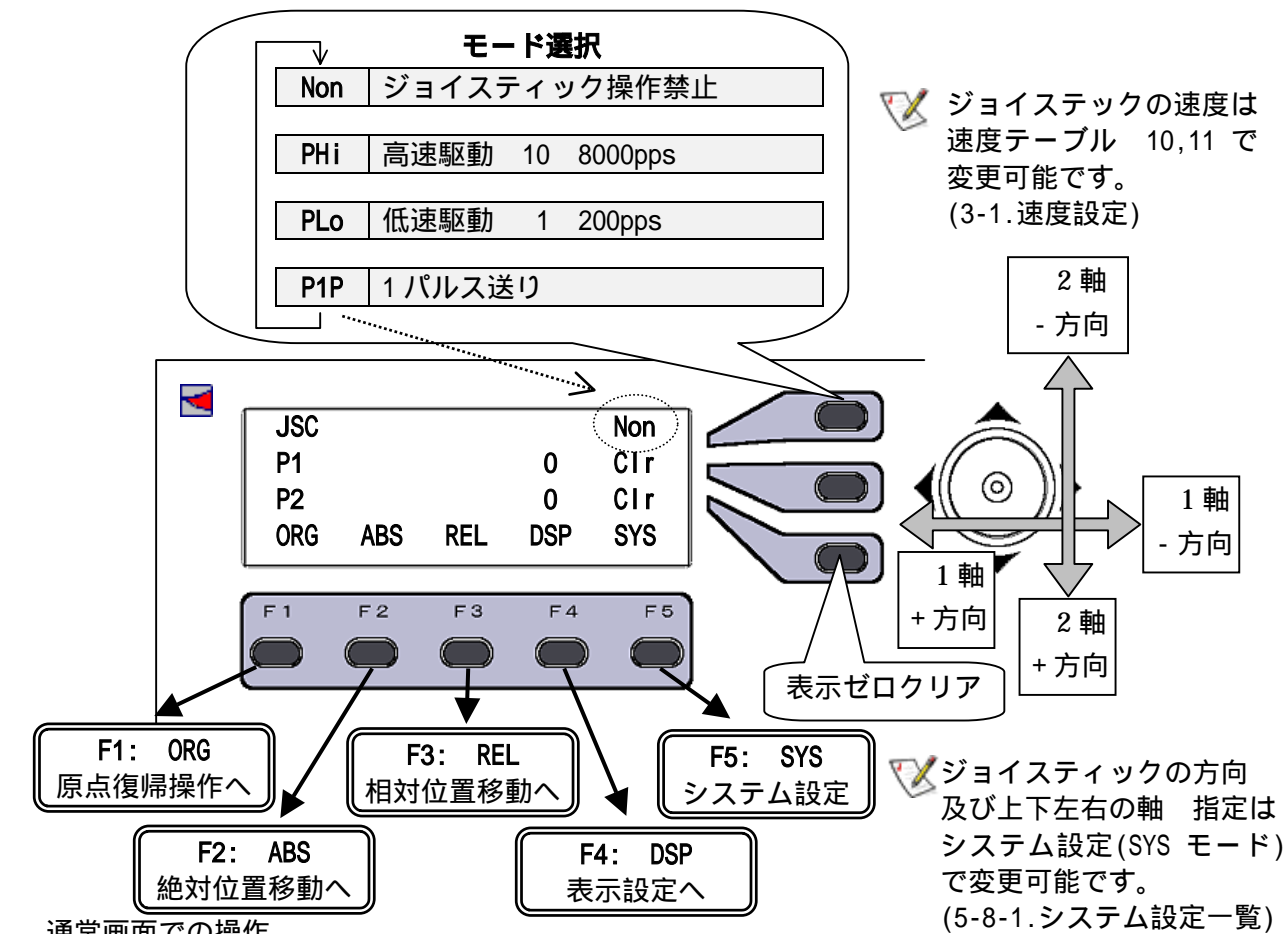 モード選択
Non ジョイスティック操作禁止
PHi 高速駆動 10 8000pps
PLo 低速駆動 1 200pps
P1P 1パルス送り
ジョイステックの速度は
速度テーブル 10,11 で
変更可能です。
(3-1.速度設定)
2軸
- 方向
JSC Non
P1 0 Clr
P2 0 Clr
ORG ABS REL DSP SYS
1軸
- 方向
1軸
+方向
2軸
+方向
F1 F2 F3 F4 F5
表示ゼロクリア
F1: ORG
原点復帰操作へ
F3: REL
相対位置移動へ
F5: SYS
システム設定
F2: ABS
絶対位置移動へ
F4: DSP
表示設定へ
ジョイスティックの方向
及び上下左右の軸 指定は
システム設定(SYS モード)
で変更可能です。
(5-8-1.システム設定一覧)
通常画面での操作